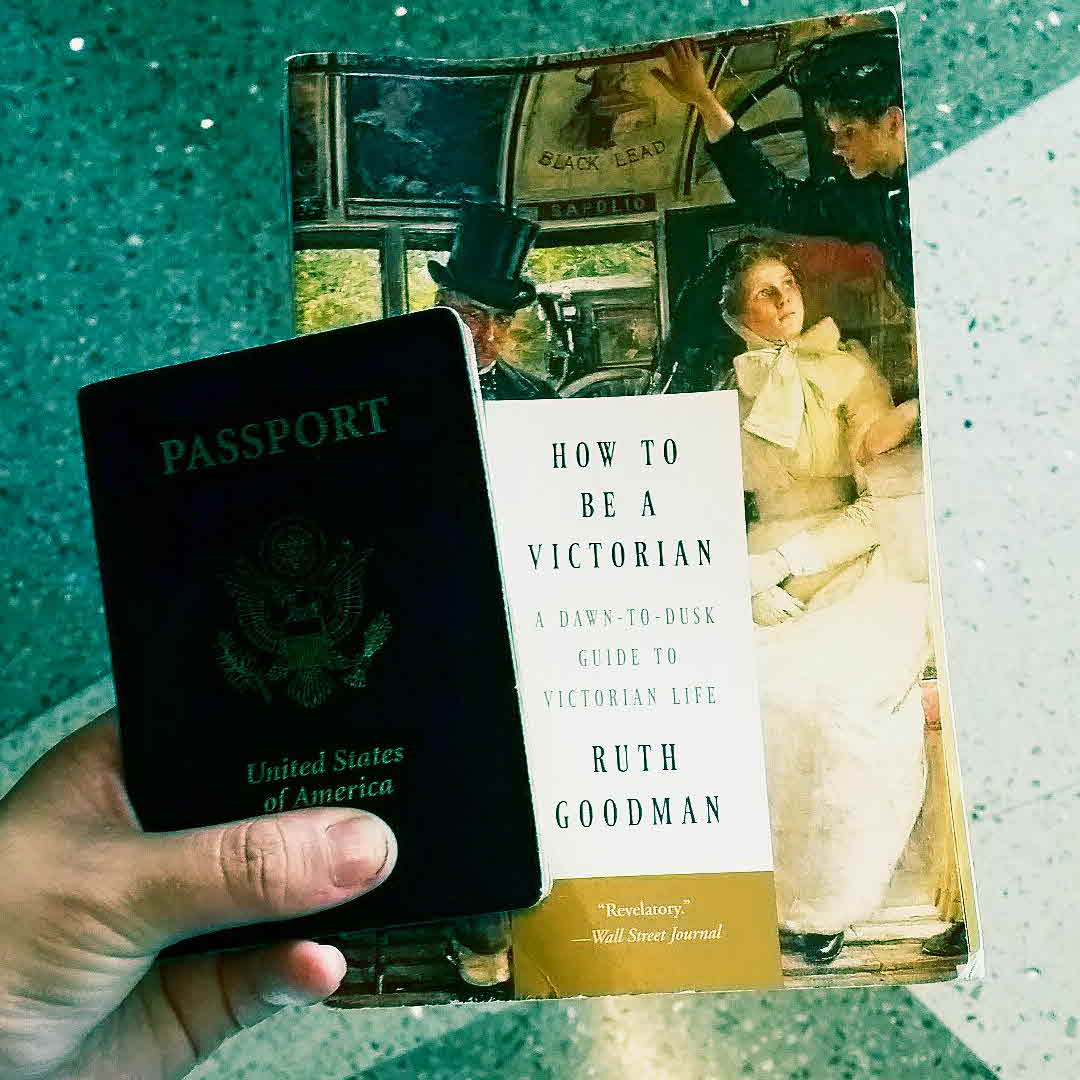 BLACK LEAD
SAPOLIO
PASSPORT
United States
of America
HOW TO
BE A
VICTORIAN
A DAWN-TO-DUSK
GUIDE TO
VICTORIAN LIFE
RUTH
GOODMAN
“Revelatory.”
—Wall Street Journal